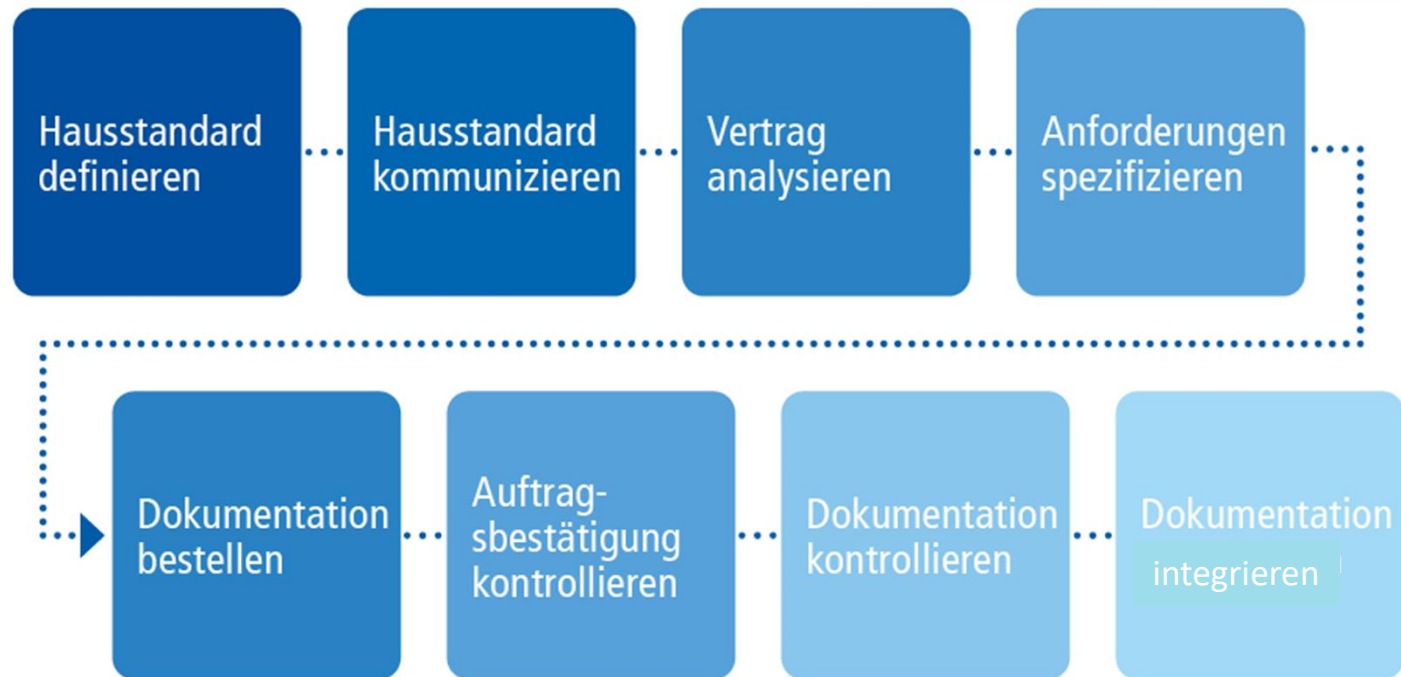 Hausstandard
definieren
Hausstandard
kommunizieren
Vertrag
analysieren
Anforderungen
spezifizieren
Dokumentation
bestellen
Auftrag-
sbestätigung
kontrollieren
Dokumentation
kontrollieren
Dokumentation
integrieren